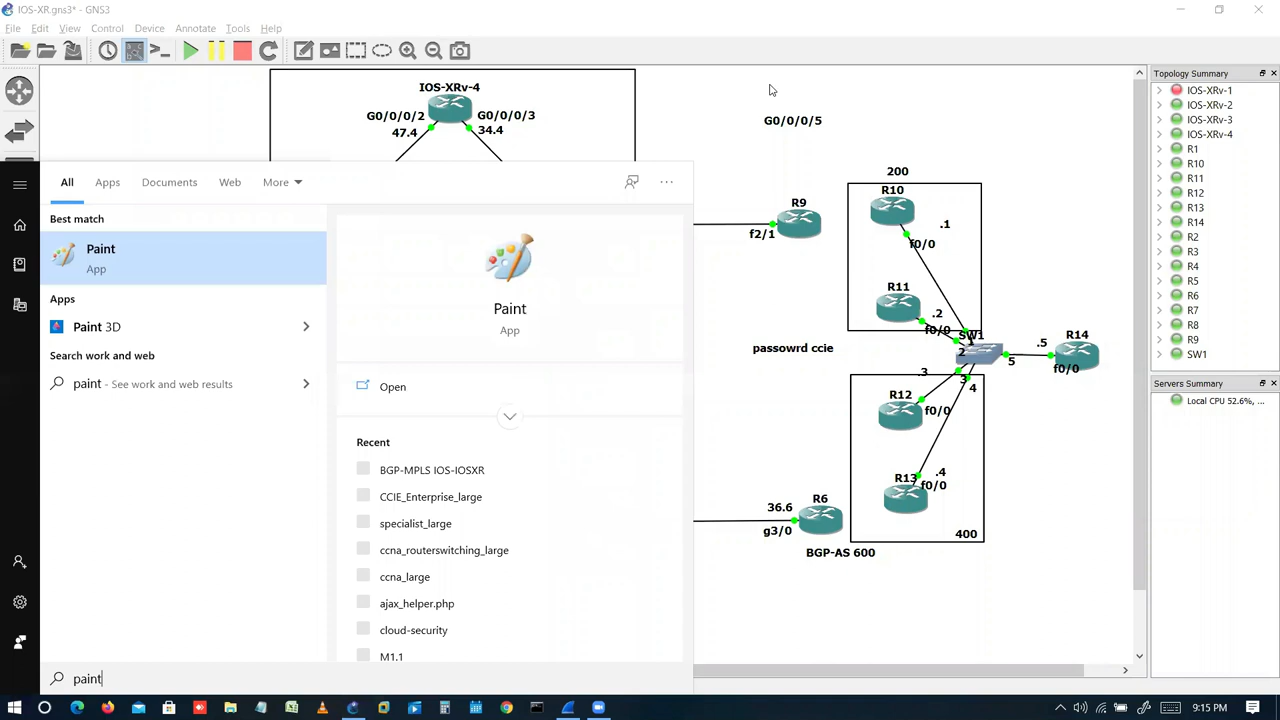 IOS-XR.gns3* - GNS3
File Edit View Control Device Annotate Tools Help
IOS-XRv-4
G0/0/0/2
G0/0/0/3
47.4
34.4
G0/0/0/5
200
R10
.1
f0/0
R9
f2/1
R11
.2
f0/0
SW1
1
2
3
4
5
passowrd ccie
.5
R14
f0/0
.3
R12
f0/0
R13
.4
f0/0
400
36.6
R6
g3/0
BGP-AS 600
Topology Summary
IOS-XRv-1
IOS-XRv-2
IOS-XRv-3
IOS-XRv-4
R1
R10
R11
R12
R13
R14
R2
R3
R4
R5
R6
R7
R8
R9
SW1
Servers Summary
Local CPU 52.6%, ...
All Apps Documents Web More
Best match
Paint
App
Apps
Paint 3D
Search work and web
paint - See work and web results
Paint
App
Open
Recent
BGP-MPLS IOS-IOSXR
CCIE_Enterprise_large
specialist_large
ccna_routerswitching_large
ccna_large
ajax_helper.php
cloud-security
M1.1
paint
9:15 PM